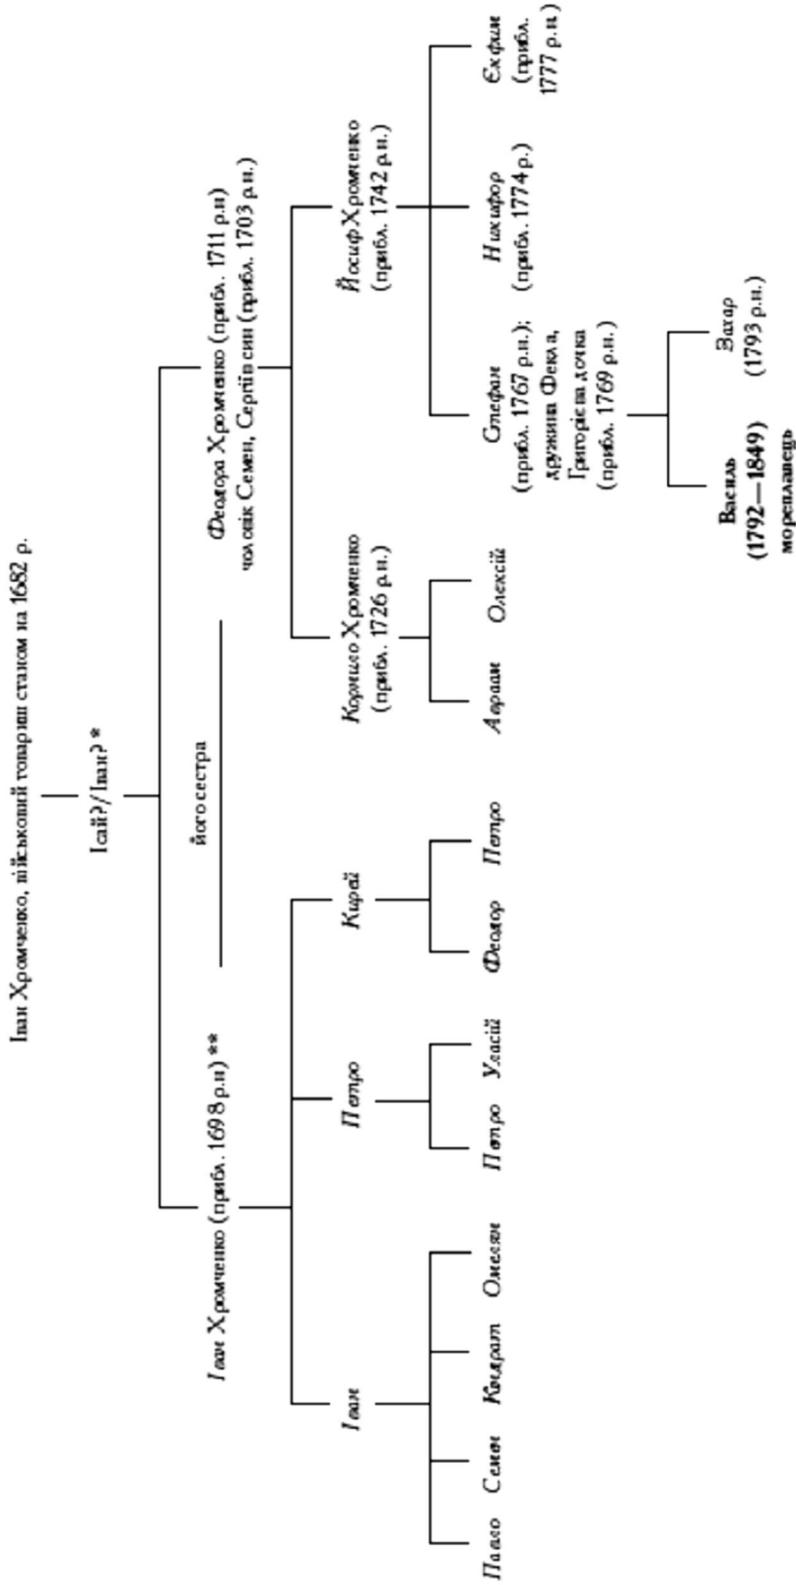 Іван Хромченко, військовий товариш станом на 1682 р.
Ісай?/Іван? *
його сестра
Іван Хромченко (прибл. 1698 р.н) **
Феодора Хромченко (прибл. 1711 р.н)
чоловік Семен, Сергіїв син (прибл. 1703 р.н.)
Іван
Петро
Кирей
Корнило Хромченко
(прибл. 1726 р.н.)
Йосиф Хромченко
(прибл. 1742 р.н.)
Павло
Семен
Кіндрат
Омелян
Петро
Уласій
Феодор
Петро
Авраам
Олексій
Стефан
(прибл. 1767 р.н.);
дружина Фекла,
Григорієва дочка
(прибл. 1769 р.н.)
Никифор
(прибл. 1774 р.)
Єхфим
(прибл.
1777 р.н.)
Василь
(1792—1849)
мореплавець
Захар
(1793 р.н.)